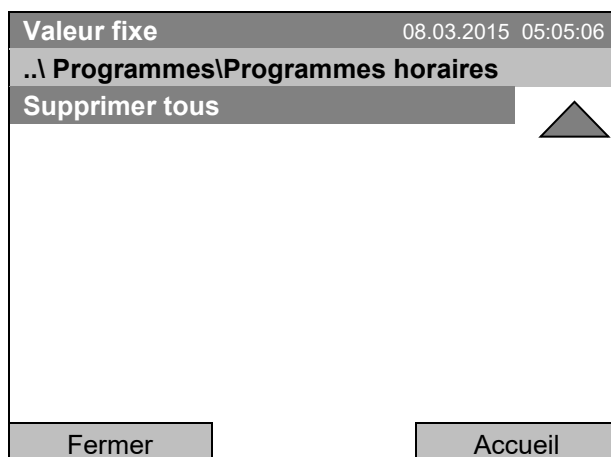 Valeur fixe 08.03.2015 05:05:06
..\ Programmes\Programmes horaires
Supprimer tous
Fermer Accueil